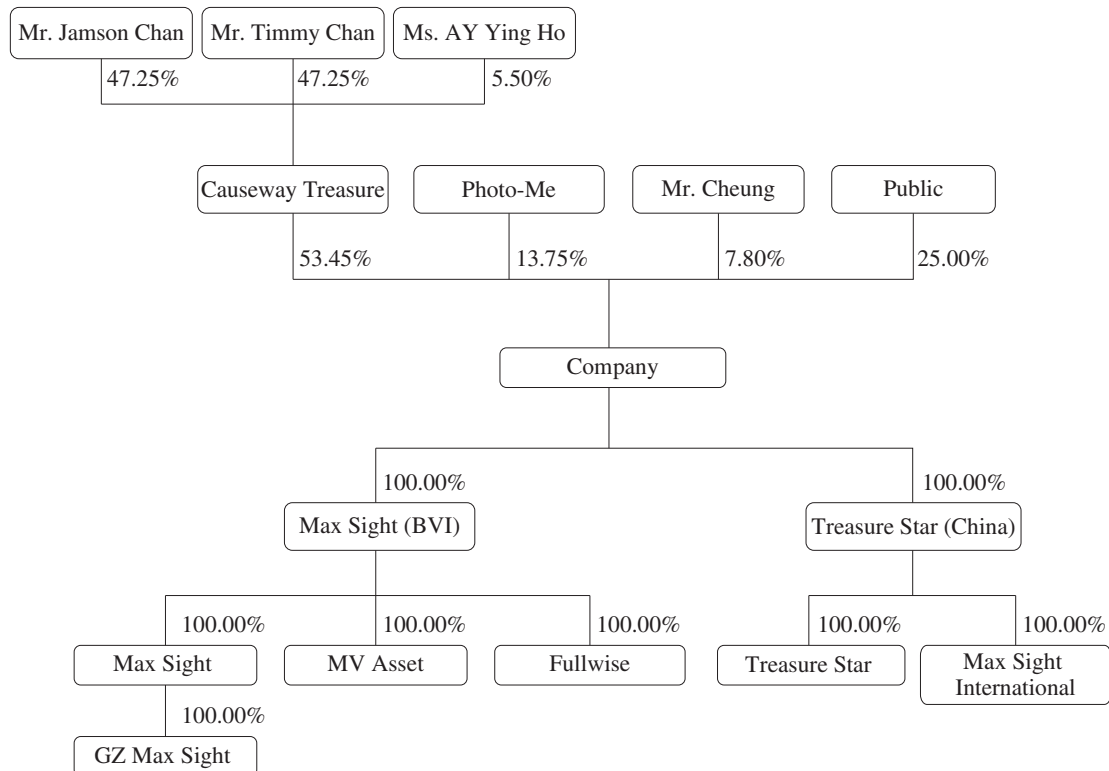 Mr. Jamson Chan
Mr. Timmy Chan
Ms. AY Ying Ho
47.25%
47.25%
5.50%
Causeway Treasure
Photo-Me
Mr. Cheung
Public
53.45%
13.75%
7.80%
25.00%
Company
100.00%
100.00%
Max Sight (BVI)
Treasure Star (China)
100.00%
100.00%
100.00%
100.00%
100.00%
Max Sight
MV Asset
Fullwise
Treasure Star
Max Sight
International
100.00%
GZ Max Sight